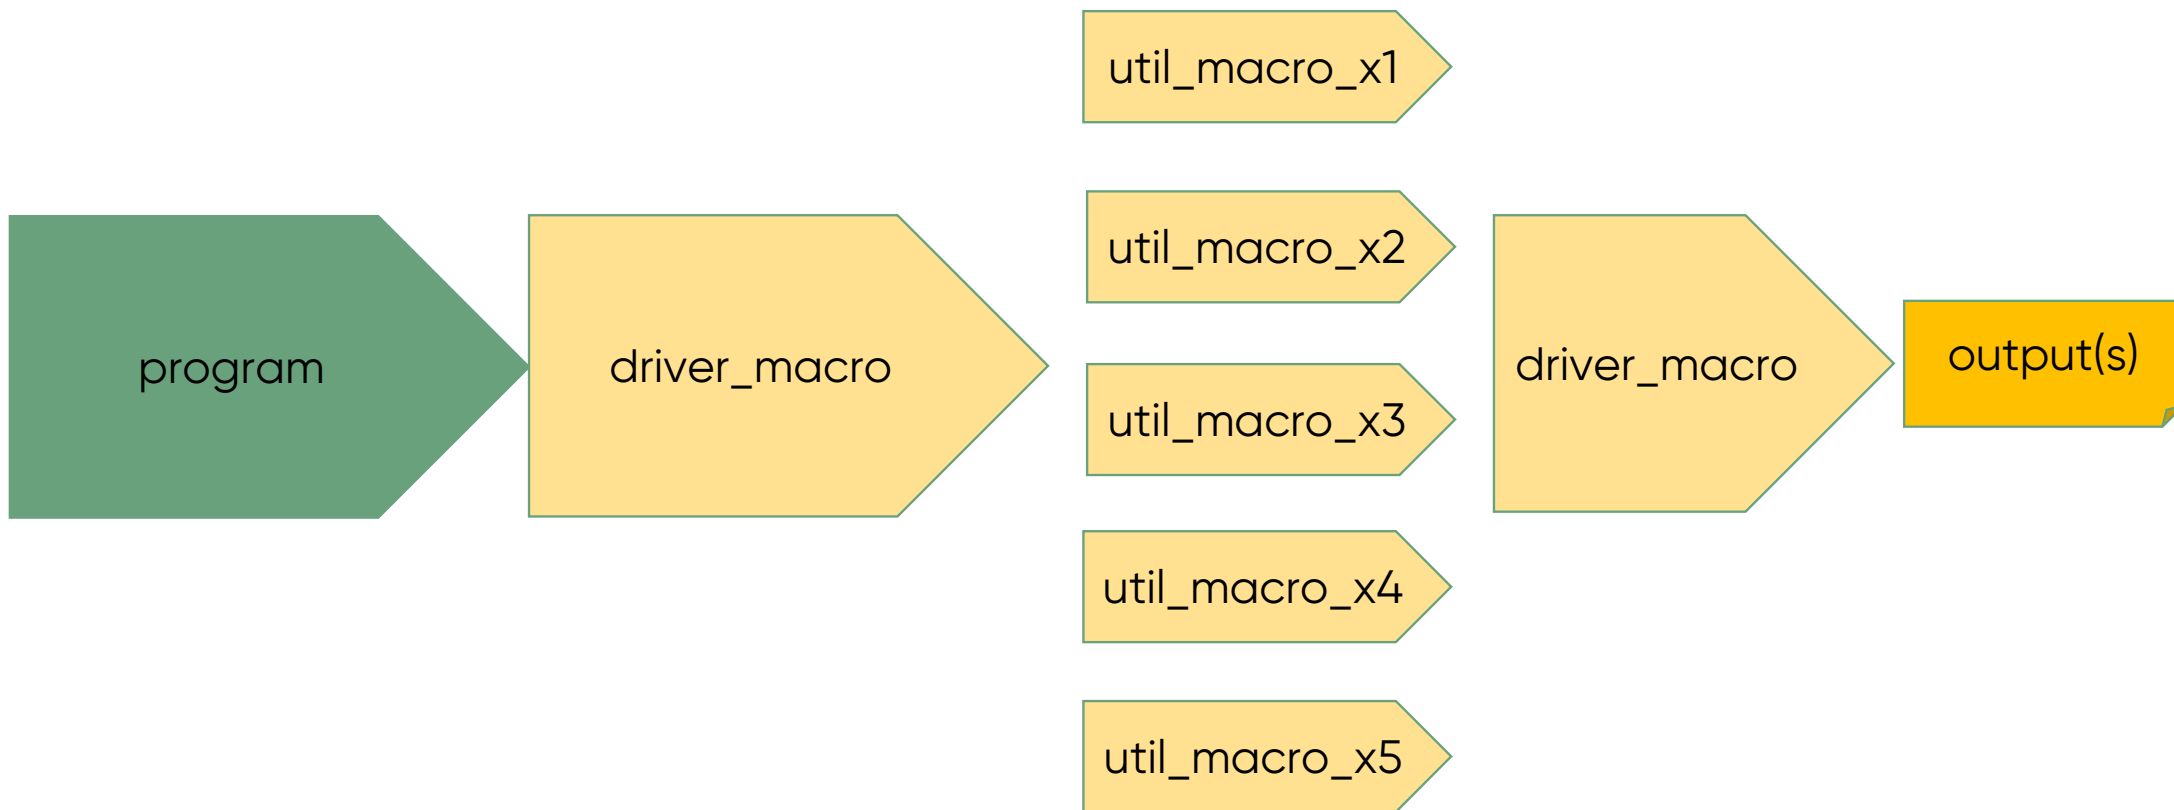 program
driver_macro
util_macro_x1
util_macro_x2
util_macro_x3
util_macro_x4
util_macro_x5
driver_macro
output(s)